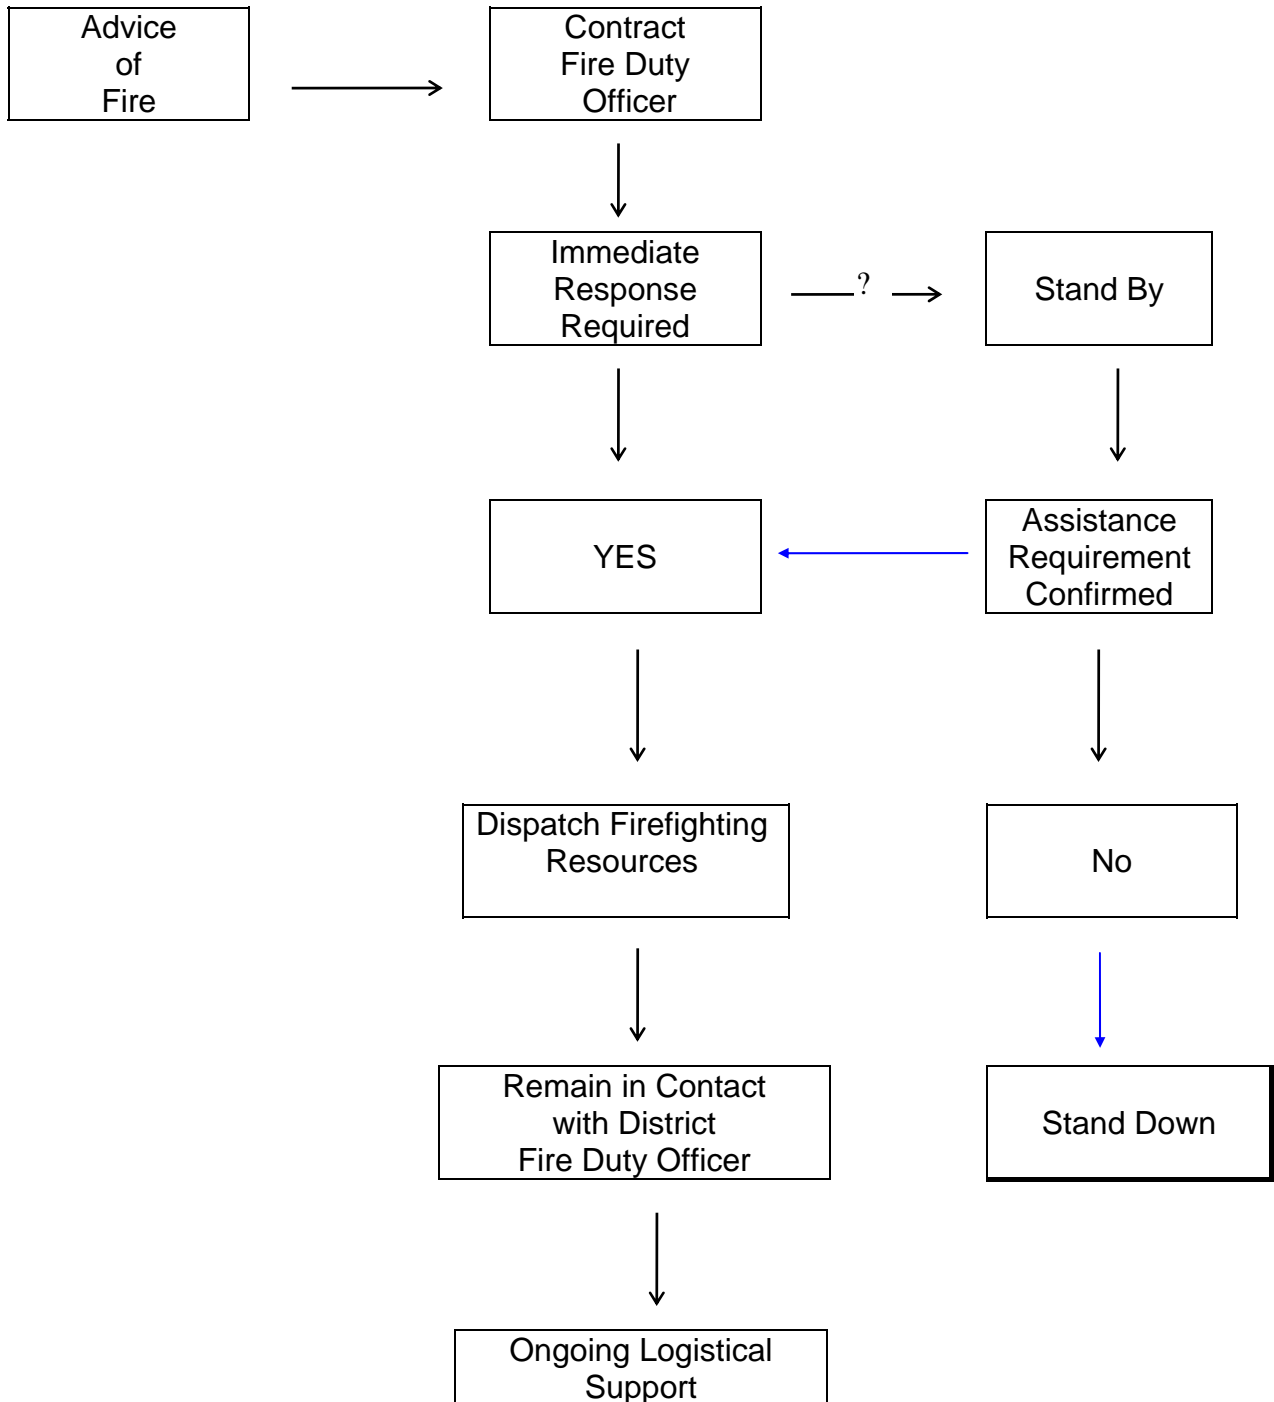 Advice
of
Fire
Contract
Fire Duty
Officer
Immediate
Response
Required
?
Stand By
YES
Assistance
Requirement
Confirmed
Dispatch Firefighting
Resources
No
Remain in Contact
with District
Fire Duty Officer
Stand Down
Ongoing Logistical
Support